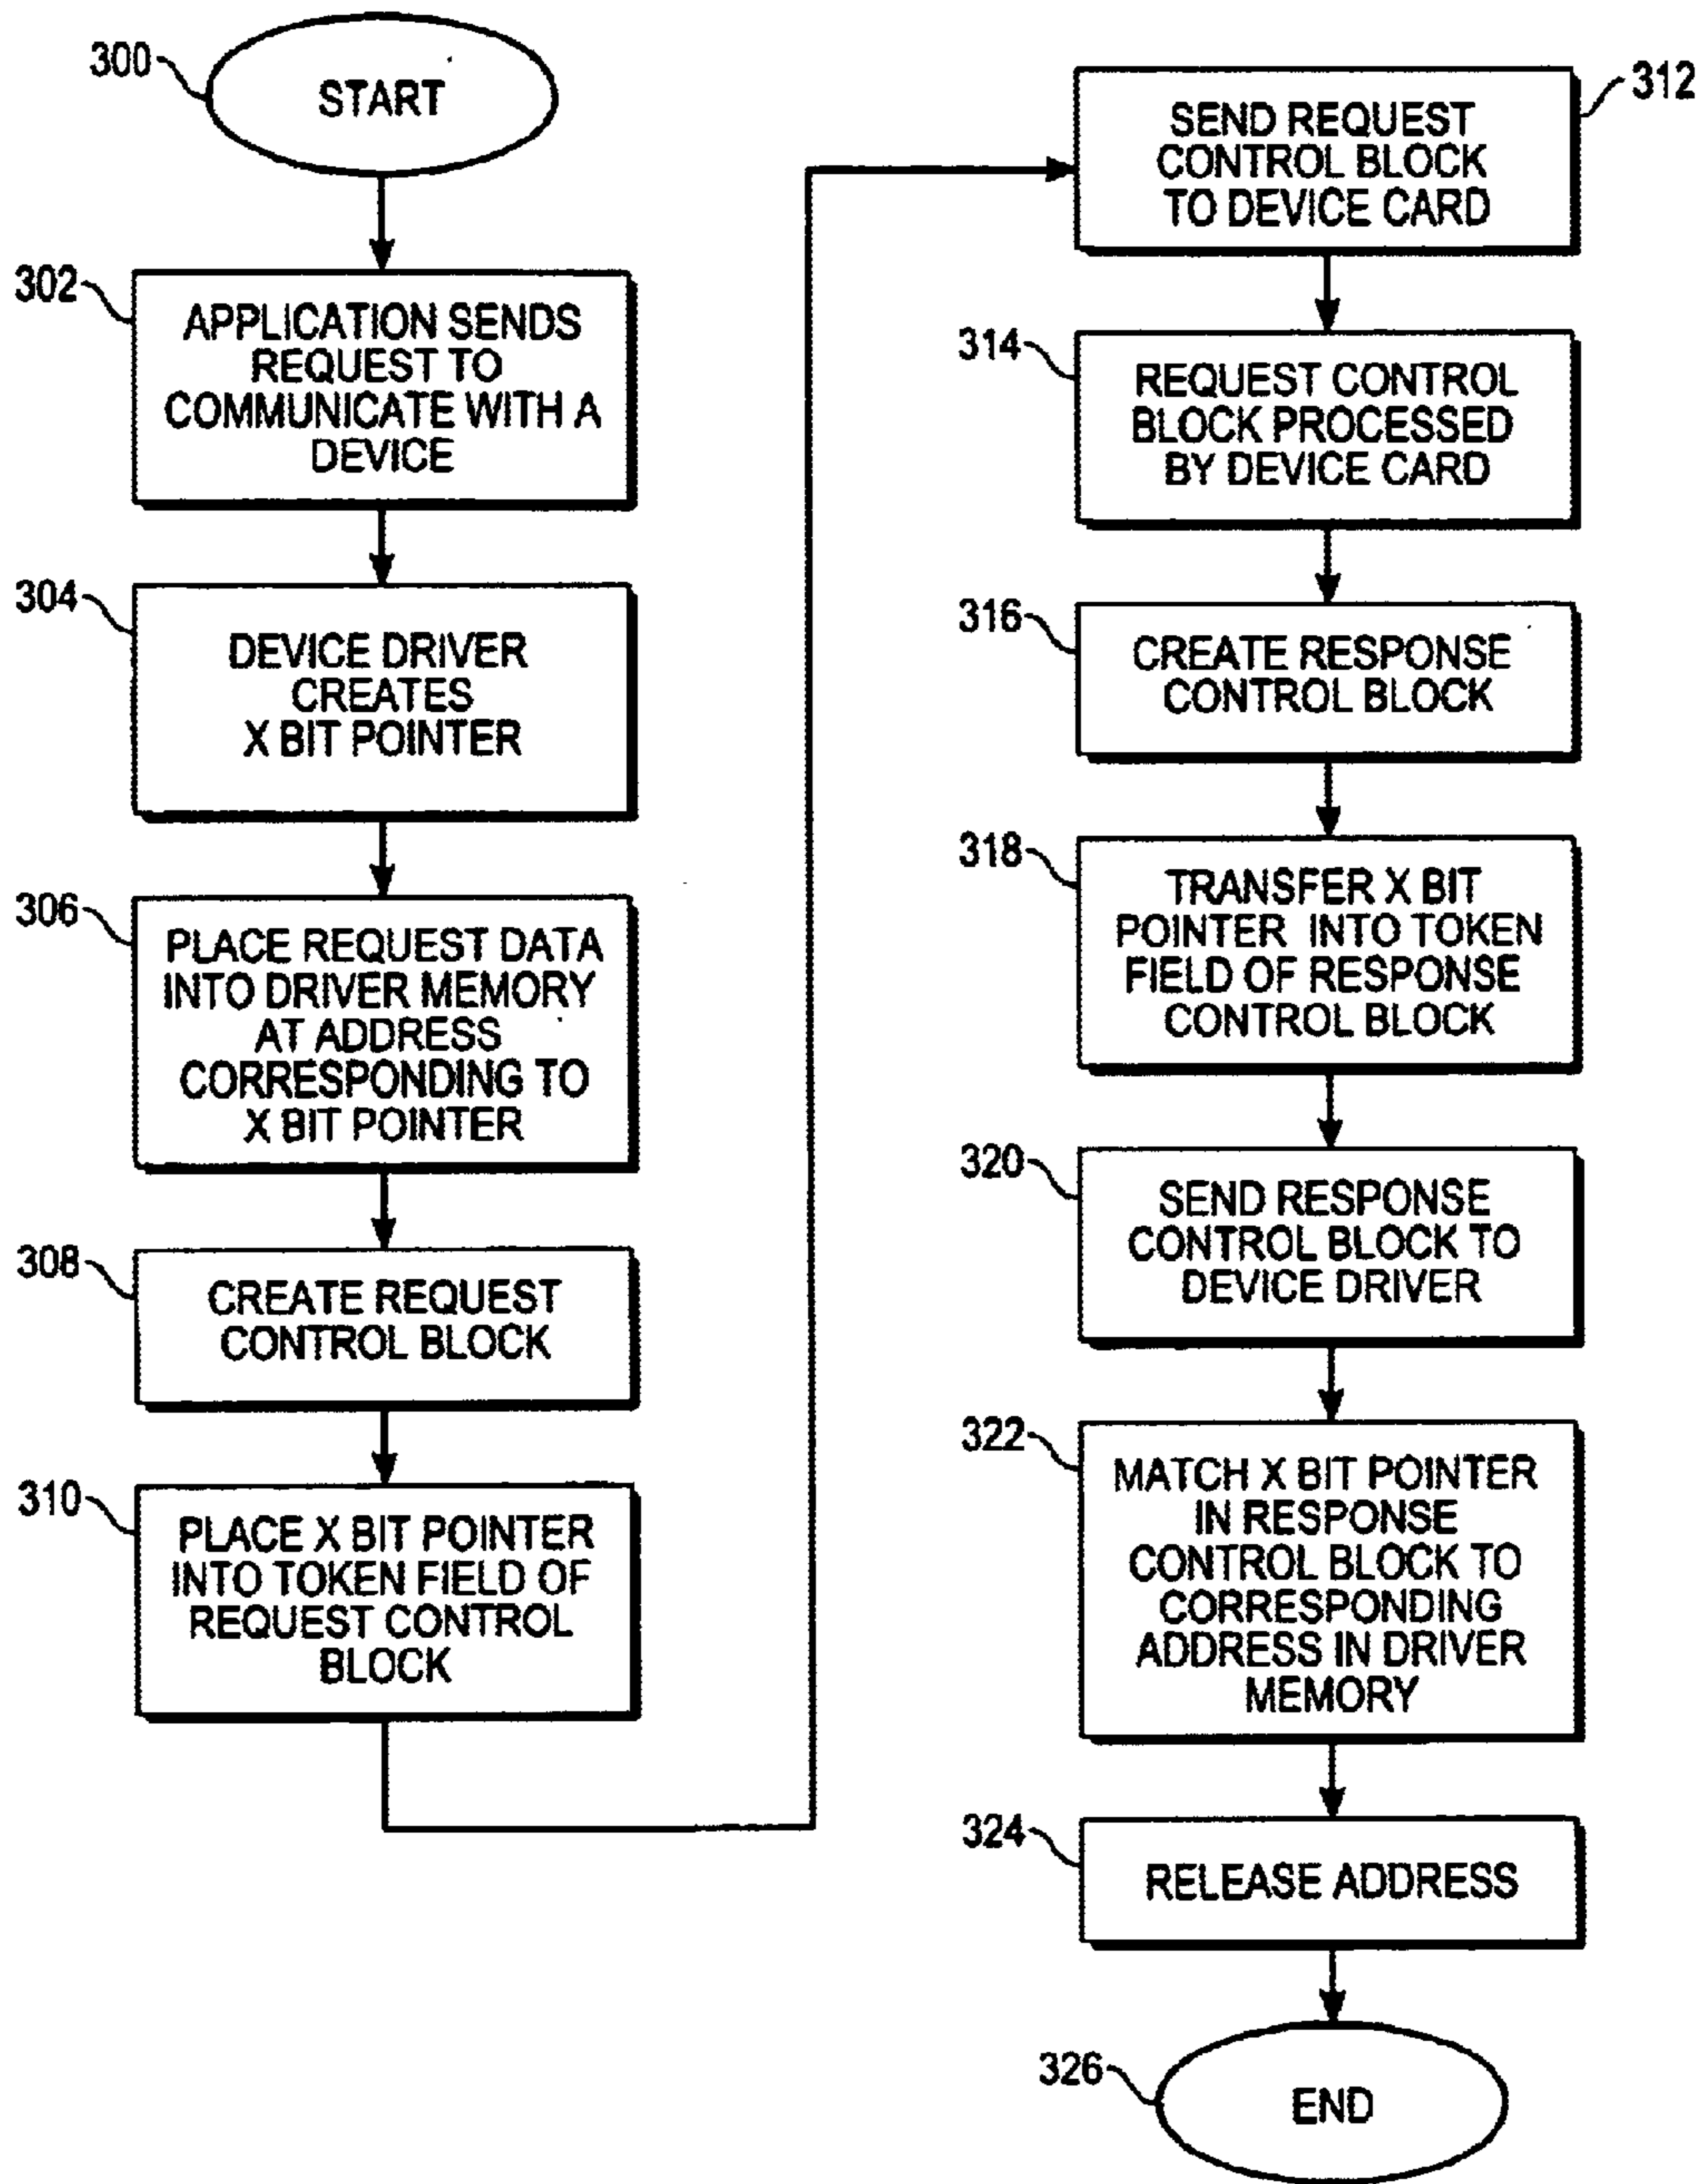 300
START
302
APPLICATION SENDS
REQUEST TO
COMMUNICATE WITH A
DEVICE
304
DEVICE DRIVER
CREATES
X BIT POINTER
306
PLACE REQUEST DATA
INTO DRIVER MEMORY
AT ADDRESS
CORRESPONDING TO
X BIT POINTER
308
CREATE REQUEST
CONTROL BLOCK
310
PLACE X BIT POINTER
INTO TOKEN FIELD OF
REQUEST CONTROL
BLOCK
312
SEND REQUEST
CONTROL BLOCK
TO DEVICE CARD
314
REQUEST CONTROL
BLOCK PROCESSED
BY DEVICE CARD
316
CREATE RESPONSE
CONTROL BLOCK
318
TRANSFER X BIT
POINTER INTO TOKEN
FIELD OF RESPONSE
CONTROL BLOCK
320
SEND RESPONSE
CONTROL BLOCK TO
DEVICE DRIVER
322
MATCH X BIT POINTER
IN RESPONSE
CONTROL BLOCK TO
CORRESPONDING
ADDRESS IN DRIVER
MEMORY
324
RELEASE ADDRESS
326
END